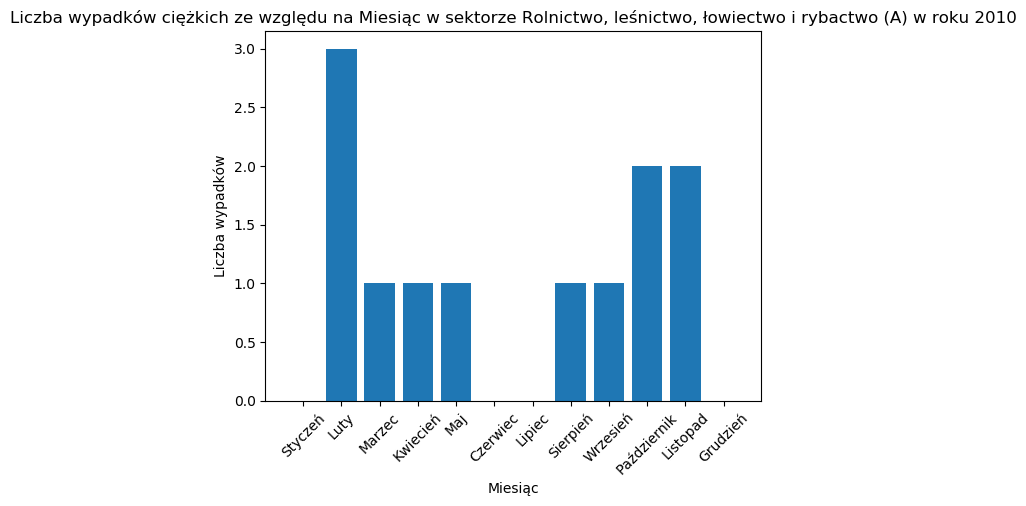 Liczba wypadków ciężkich ze względu na Miesiąc w sektorze Rolnictwo, leśnictwo, łowiectwo i rybactwo (A) w roku 2010
Liczba wypadków
3.0
2.5
2.0
1.5
1.0
0.5
0.0
Styczeń
Luty
Marzec
Kwiecień
Maj
Czerwiec
Lipiec
Sierpień
Wrzesień
Październik
Listopad
Grudzień
Miesiąc